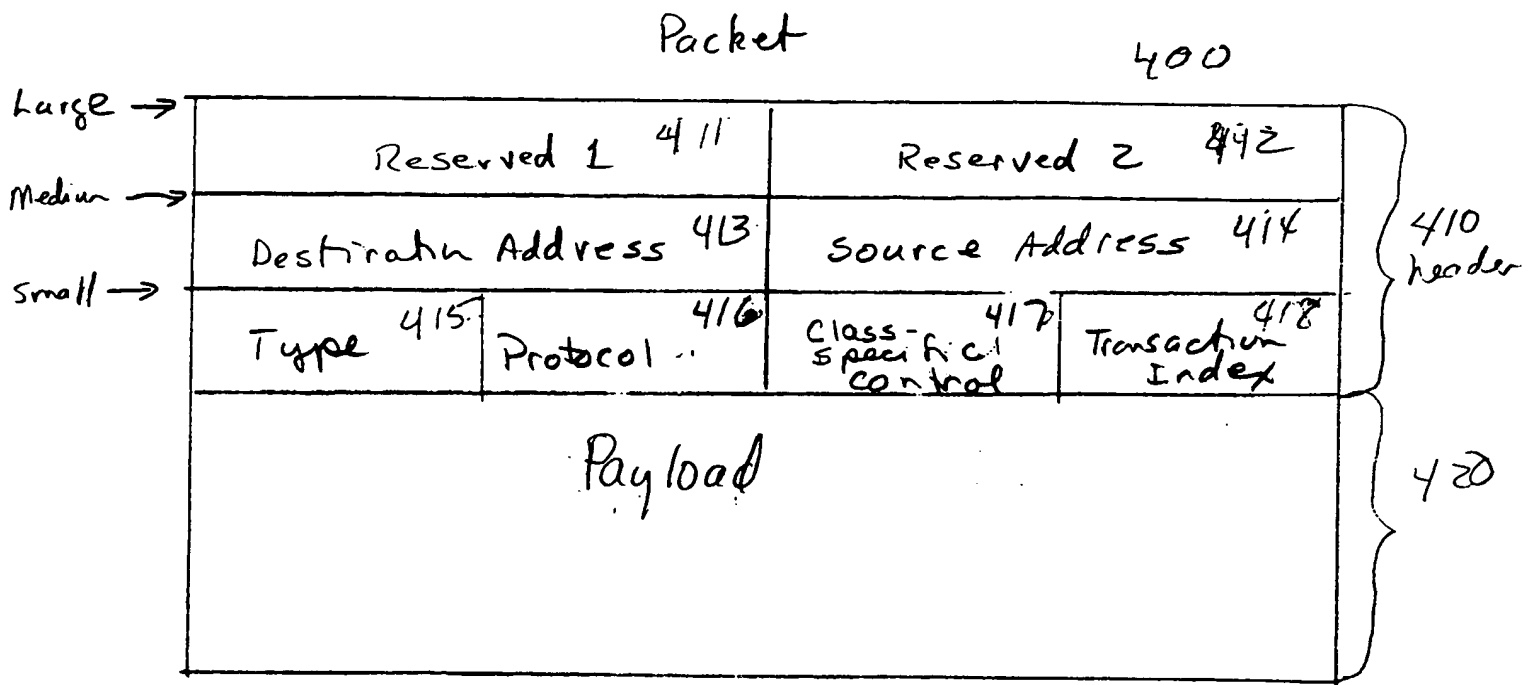 Packet
400
Large →
Reserved 1 411
Reserved 2 412
Medium →
Destination Address 413
Source Address 414
410
header
Small →
Type 415
Protocol 416
Class-
specific
control 417
Transaction
Index 418
Payload
420